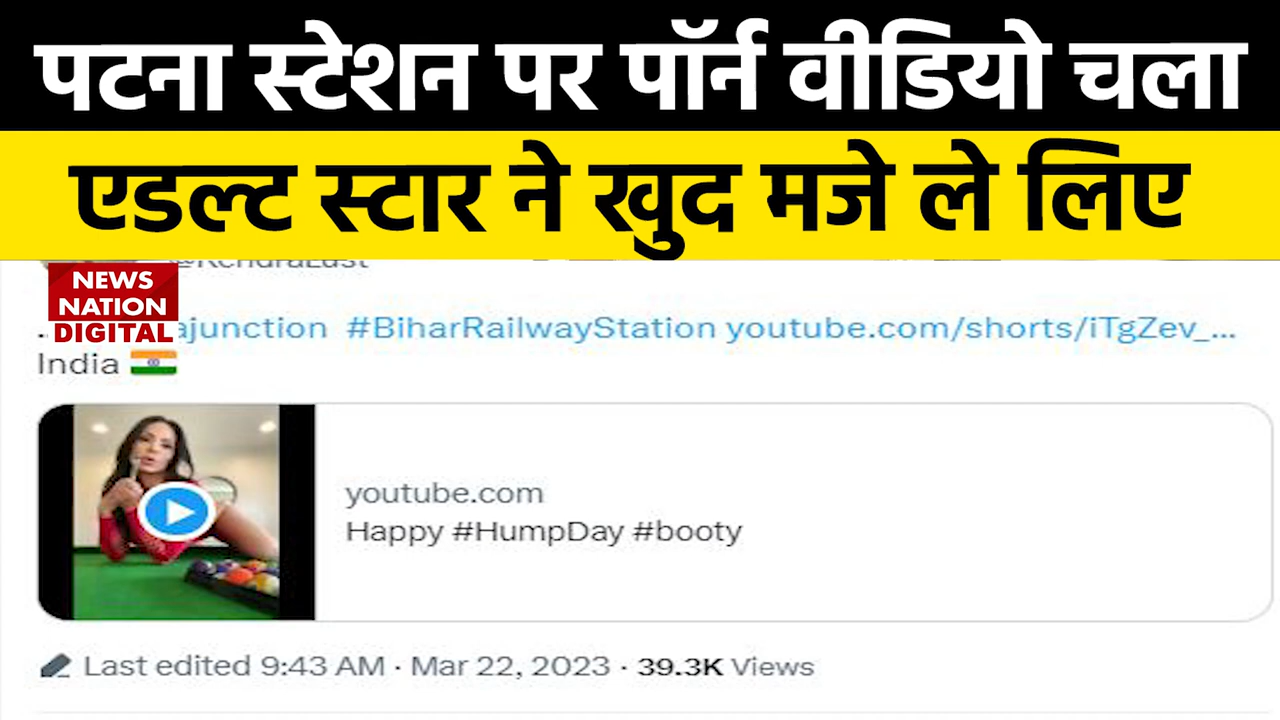 पटना स्टेशन पर पॉर्न वीडियो चला
एडल्ट स्टार ने खुद मजे ले लिए
NEWS
NATION
DIGITAL
ajunction #BiharRailwayStation youtube.com/shorts/iTgZev_...
India
youtube.com
Happy #HumpDay #booty
Last edited 9:43 AM · Mar 22, 2023 · 39.3K Views